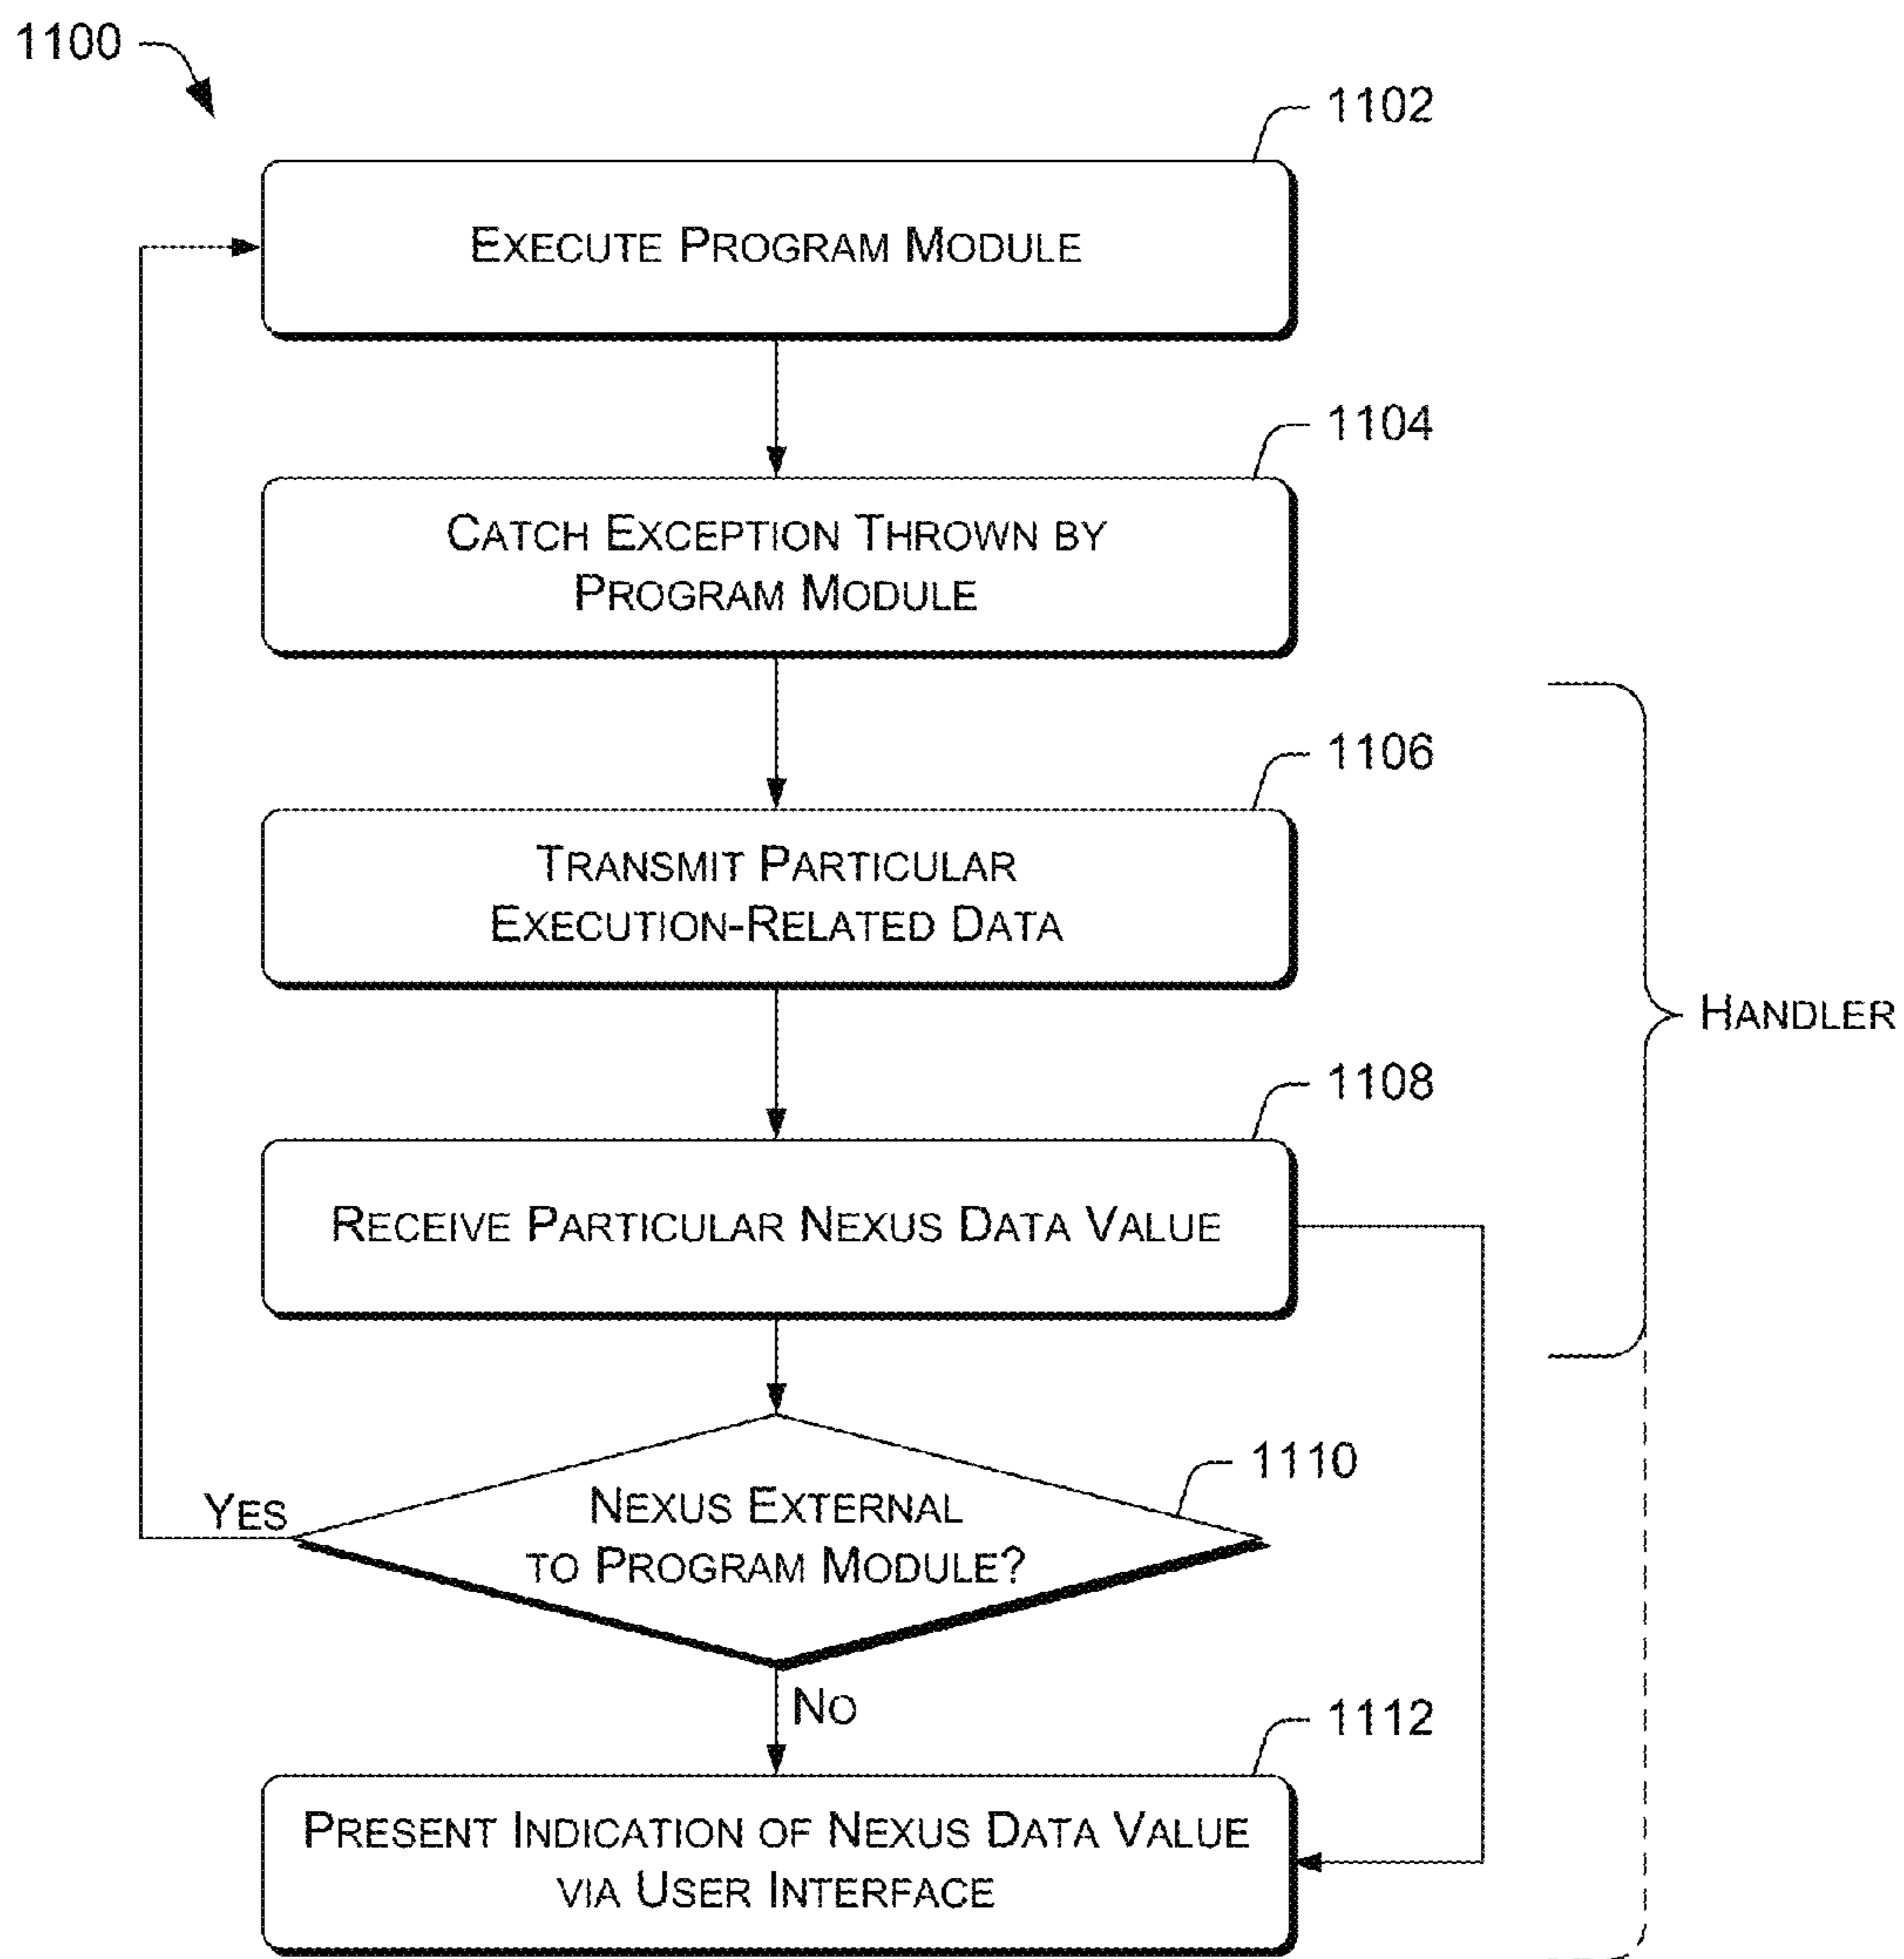 1100
1102
EXECUTE PROGRAM MODULE
1104
CATCH EXCEPTION THROWN BY
PROGRAM MODULE
1106
TRANSMIT PARTICULAR
EXECUTION-RELATED DATA
HANDLER
1108
RECEIVE PARTICULAR NEXUS DATA VALUE
1110
YES
NEXUS EXTERNAL
TO PROGRAM MODULE?
NO
1112
PRESENT INDICATION OF NEXUS DATA VALUE
VIA USER INTERFACE